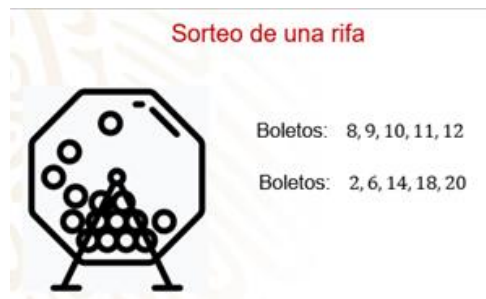 Sorteo de una rifa
Boletos: 8, 9, 10, 11, 12
Boletos: 2, 6, 14, 18, 20